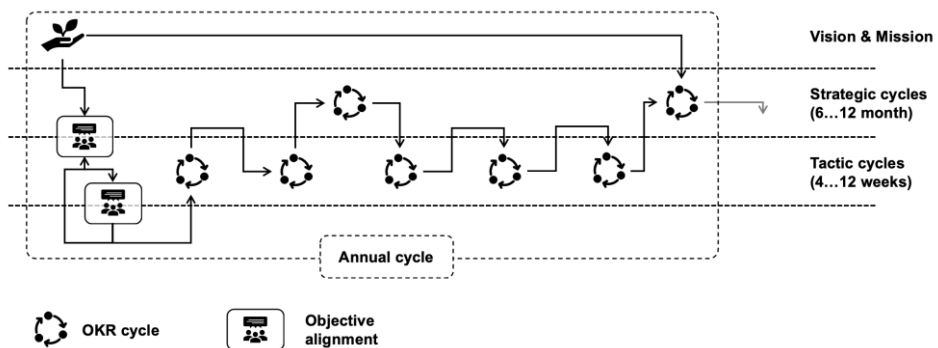 Vision & Mission
Strategic cycles
(6...12 month)
Tactic cycles
(4...12 weeks)
Annual cycle
OKR cycle
Objective
alignment